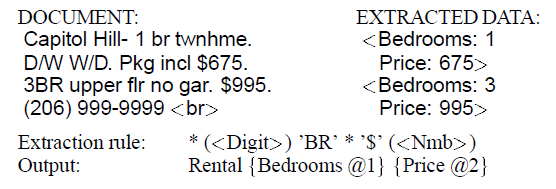 DOCUMENT:
Capitol Hill- 1 br twnhme.
D/W W/D. Pkg incl $675.
3BR upper flr no gar. $995.
(206) 999-9999 <br>
EXTRACTED DATA:
<Bedrooms: 1
Price: 675>
<Bedrooms: 3
Price: 995>
Extraction rule: * (<Digit>) ’BR’ * ’$’ (<Nmb>)
Output: Rental {Bedrooms @1} {Price @2}